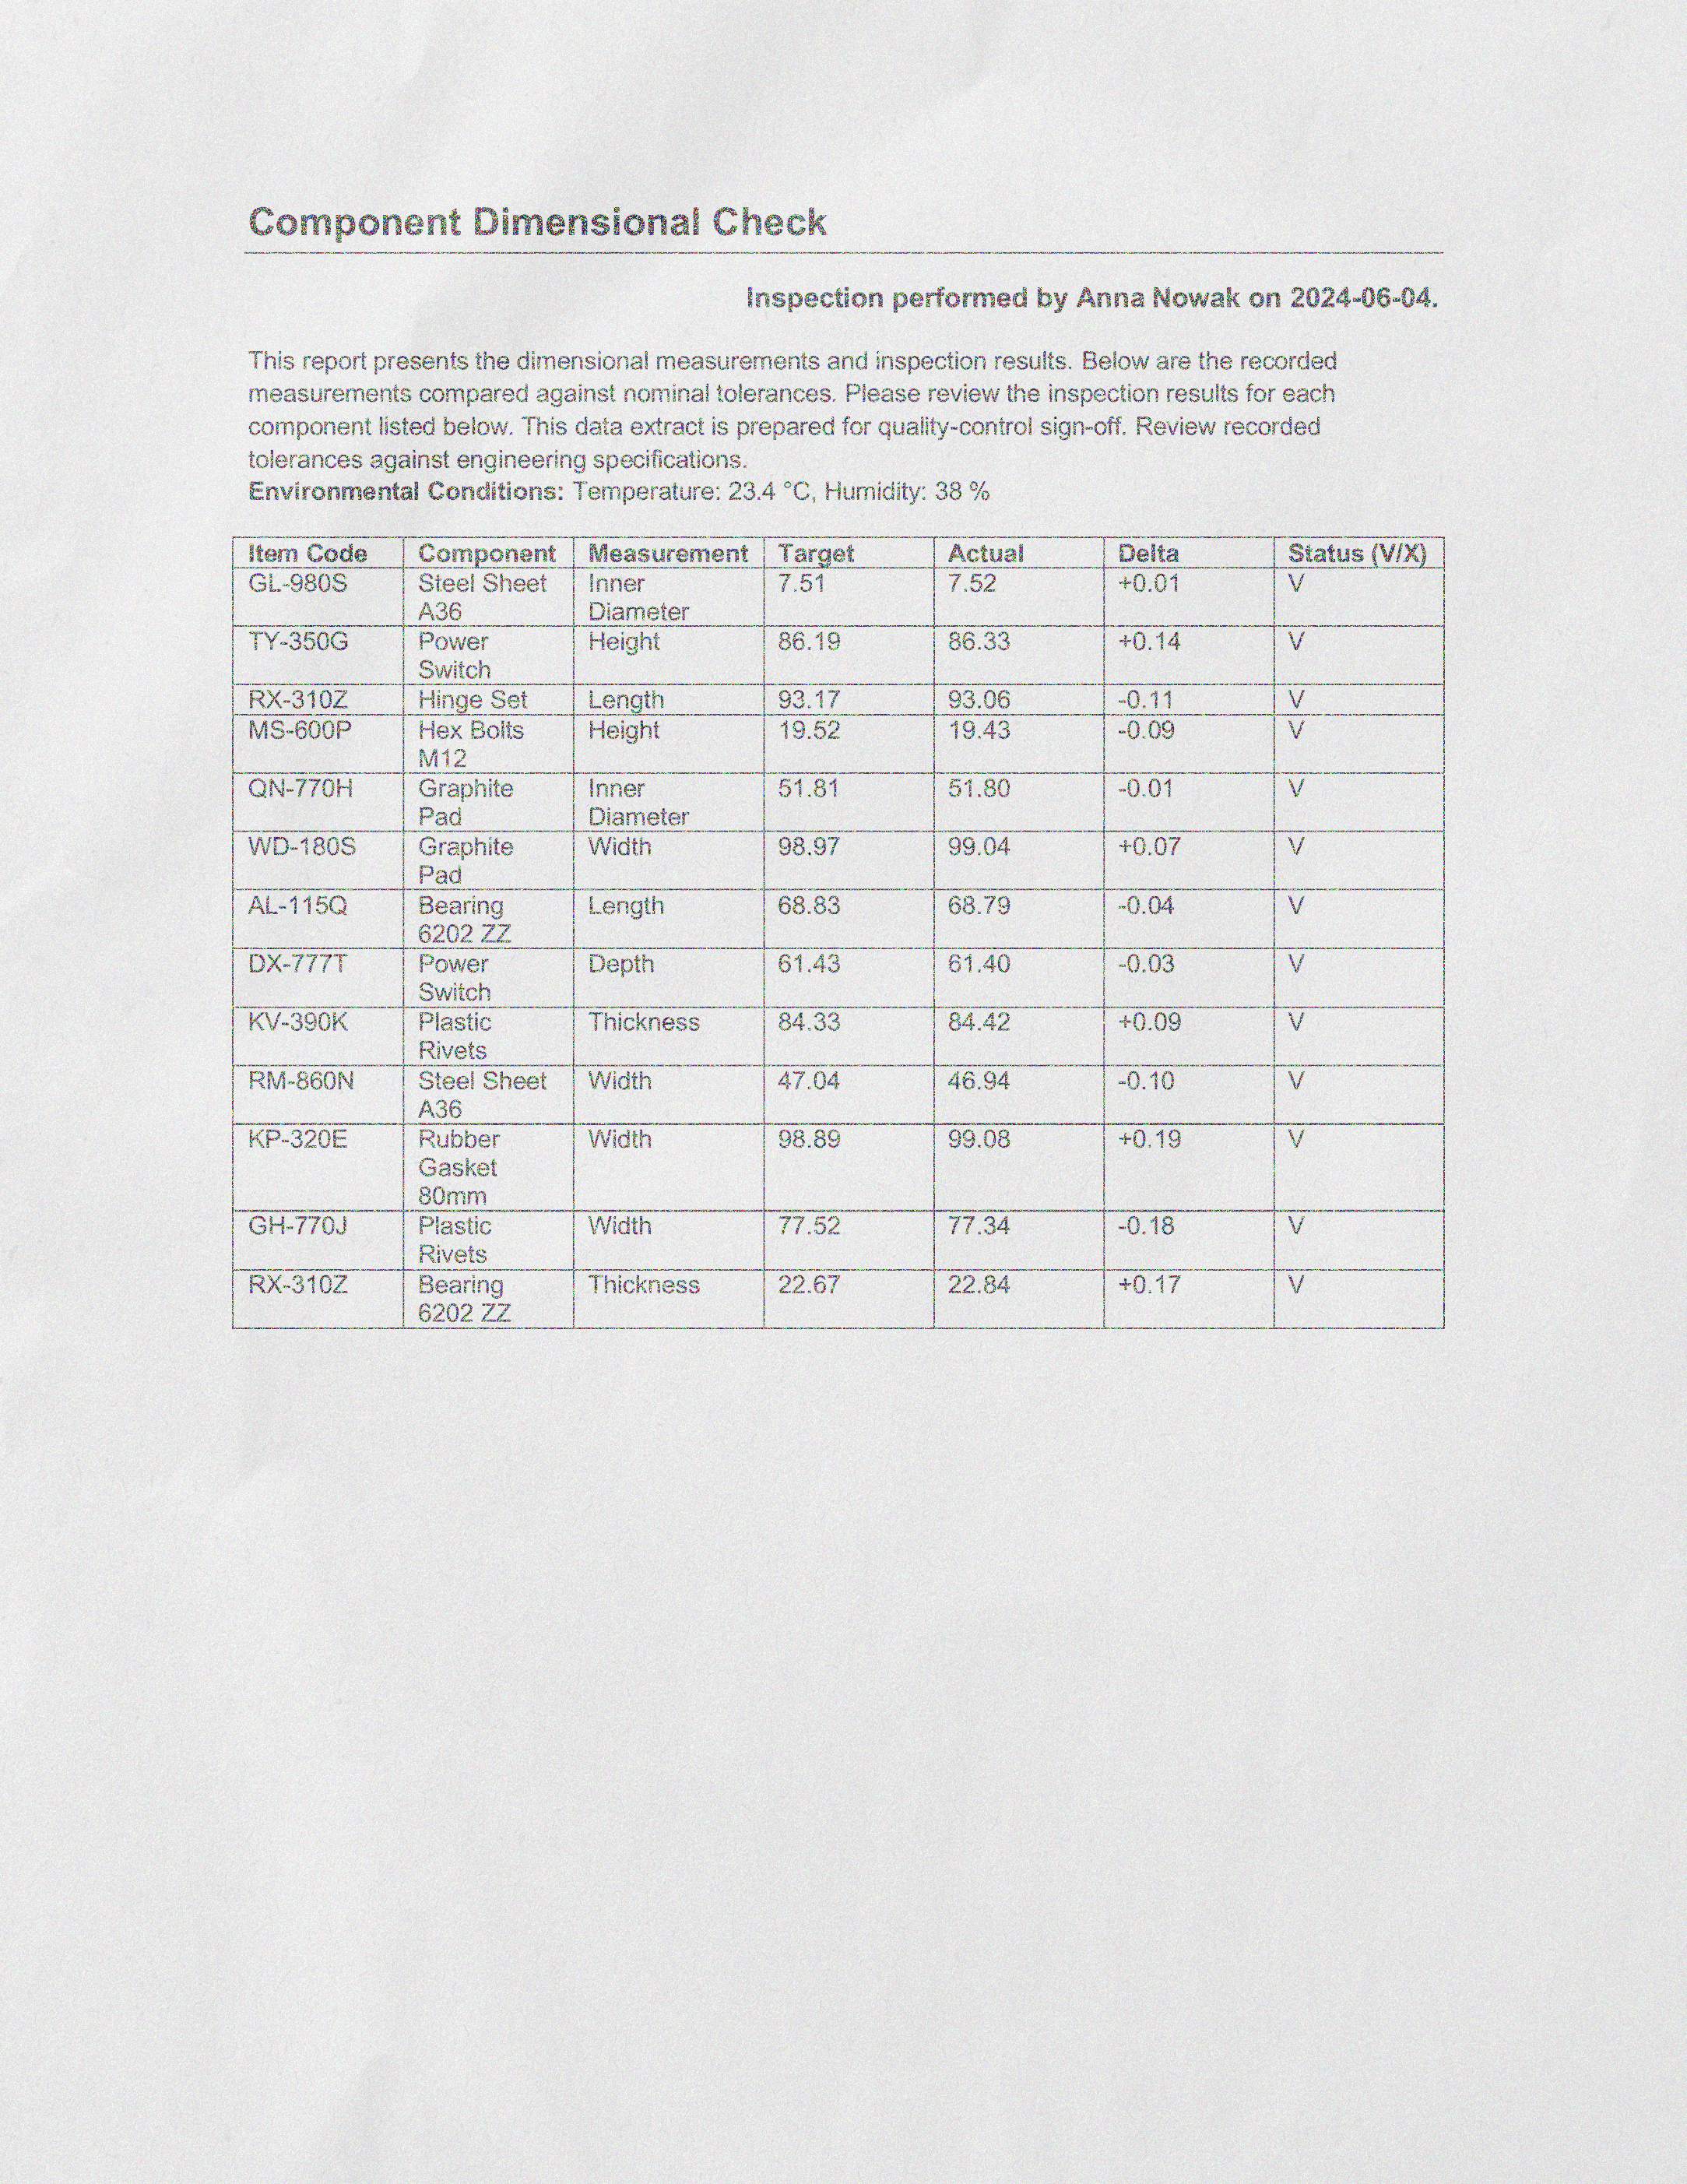 Component Dimensional Check
Inspection performed by Anna Nowak on 2024-06-04.
This report presents the dimensional measurements and inspection results. Below are the recorded
measurements compared against nominal tolerances. Please review the inspection results for each
component listed below. This data extract is prepared for quality-control sign-off. Review recorded
tolerances against engineering specifications.
Environmental Conditions: Temperature: 23.4 °C, Humidity: 38 %
Item Code Component Measurement Target Actual Delta Status (V/X)
GL-980S Steel Sheet Inner 7.51 7.52 +0.01 V
A36 Diameter
TY-350G Power Height 86.19 86.33 +0.14 V
Switch
RX-310Z Hinge Set Length 93.17 93.06 -0.11 V
MS-600P Hex Bolts Height 19.52 19.43 -0.09 V
M12
QN-770H Graphite Inner 51.81 51.80 -0.01 V
Pad Diameter
WD-180S Graphite Width 98.97 99.04 +0.07 V
Pad
AL-115Q Bearing Length 68.83 68.79 -0.04 V
6202 ZZ
DX-777T Power Depth 61.43 61.40 -0.03 V
Switch
KV-390K Plastic Thickness 84.33 84.42 +0.09 V
Rivets
RM-860N Steel Sheet Width 47.04 46.94 -0.10 V
A36
KP-320E Rubber Width 98.89 99.08 +0.19 V
Gasket
80mm
GH-770J Plastic Width 77.52 77.34 -0.18 V
Rivets
RX-310Z Bearing Thickness 22.67 22.84 +0.17 V
6202 ZZ